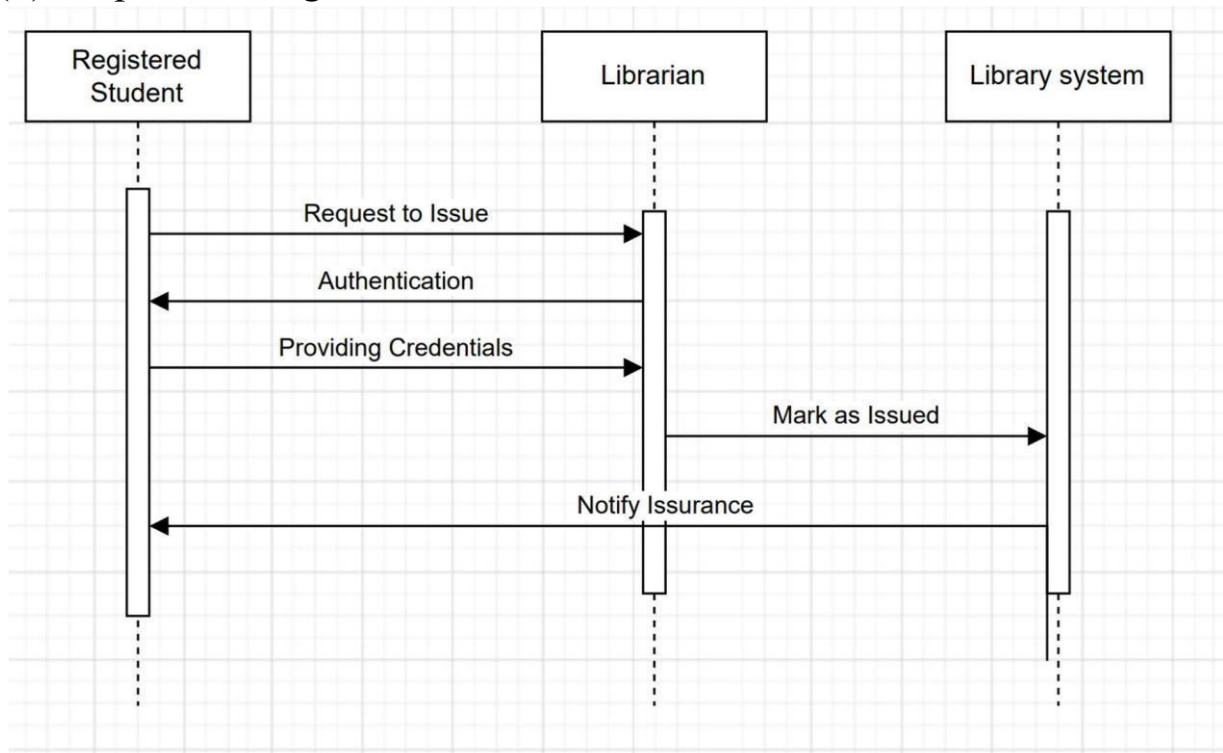 Registered
Student
Librarian
Library system
Request to Issue
Authentication
Providing Credentials
Mark as Issued
Notify Issurance